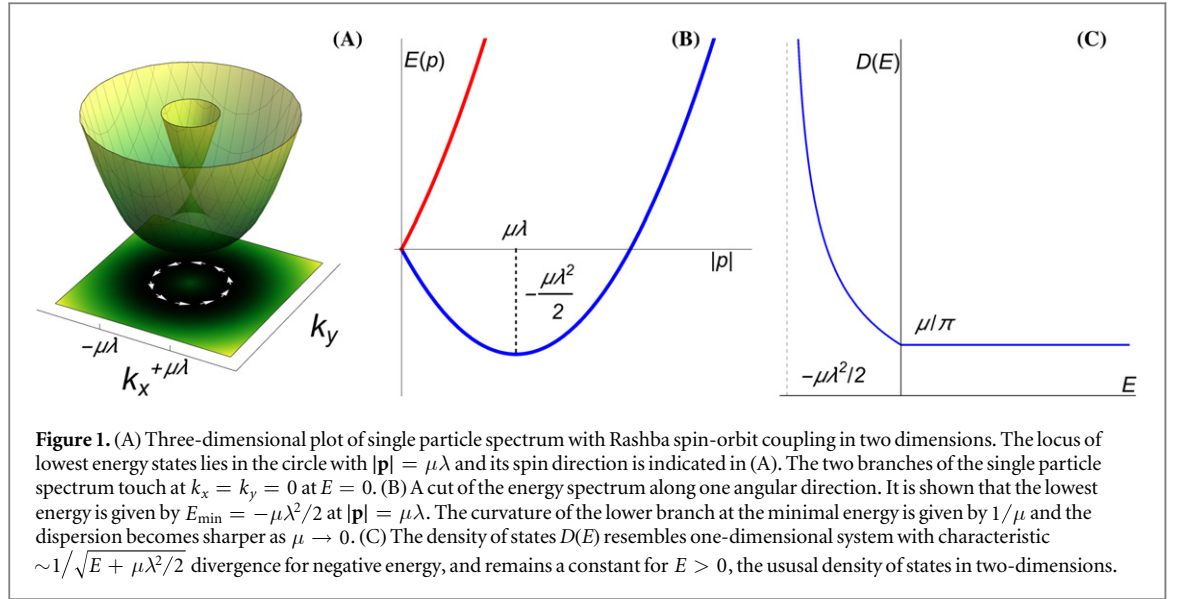 (A)
(B)
(C)
E(p)
D(E)
μλ
|p|
−μλ²/2
μ/π
−μλ²/2
E
−μλ
+μλ
kₓ
k_y
Figure 1. (A) Three-dimensional plot of single particle spectrum with Rashba spin-orbit coupling in two dimensions. The locus of
lowest energy states lies in the circle with |p| = μλ and its spin direction is indicated in (A). The two branches of the single particle
spectrum touch at kₓ = k_y = 0 at E = 0. (B) A cut of the energy spectrum along one angular direction. It is shown that the lowest
energy is given by E_min = −μλ²/2 at |p| = μλ. The curvature of the lower branch at the minimal energy is given by 1/μ and the
dispersion becomes sharper as μ → 0. (C) The density of states D(E) resembles one-dimensional system with characteristic
∼1/√(E + μλ²/2) divergence for negative energy, and remains a constant for E > 0, the ususal density of states in two-dimensions.